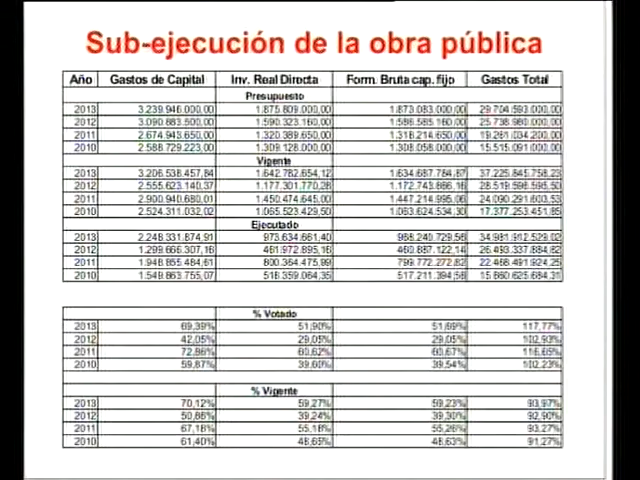 Sub-ejecución de la obra pública
Año Gastos de Capital Inv. Real Directa Form. Bruta cap. fijo Gastos Total
Presupuesto
2013 3.239.946.000,00 1.875.809.000,00 1.873.083.000,00 29.704.593.000,00
2012 3.090.883.500,00 1.590.323.160,00 1.586.585.160,00 25.738.980.000,00
2011 2.674.943.650,00 1.320.389.650,00 1.318.214.650,00 19.261.034.200,00
2010 2.588.729.223,00 1.309.128.000,00 1.308.058.000,00 15.515.091.000,00
Vigente
2013 3.206.538.457,84 1.642.782.654,12 1.634.687.784,87 37.225.845.758,23
2012 2.555.623.140,37 1.177.301.770,28 1.172.743.866,16 28.519.598.595,50
2011 2.900.940.680,01 1.450.474.645,00 1.447.214.995,06 24.090.291.600,53
2010 2.524.311.032,02 1.065.523.429,50 1.063.624.534,30 17.377.253.451,85
Ejecutado
2013 2.248.331.874,91 973.634.661,40 968.240.729,56 34.981.912.529,02
2012 1.299.666.307,16 461.972.895,16 460.887.122,14 26.493.337.884,82
2011 1.948.855.484,61 800.364.475,99 799.772.272,82 22.468.491.924,25
2010 1.549.863.755,07 518.359.064,35 517.211.394,58 15.860.625.684,31
% Votado
2013 69,39% 51,90% 51,69% 117,77%
2012 42,05% 29,05% 29,05% 102,93%
2011 72,86% 60,62% 60,67% 116,65%
2010 59,87% 39,60% 39,54% 102,23%
% Vigente
2013 70,12% 59,27% 59,23% 93,97%
2012 50,86% 39,24% 39,30% 92,90%
2011 67,18% 55,18% 55,26% 93,27%
2010 61,40% 48,65% 48,63% 91,27%